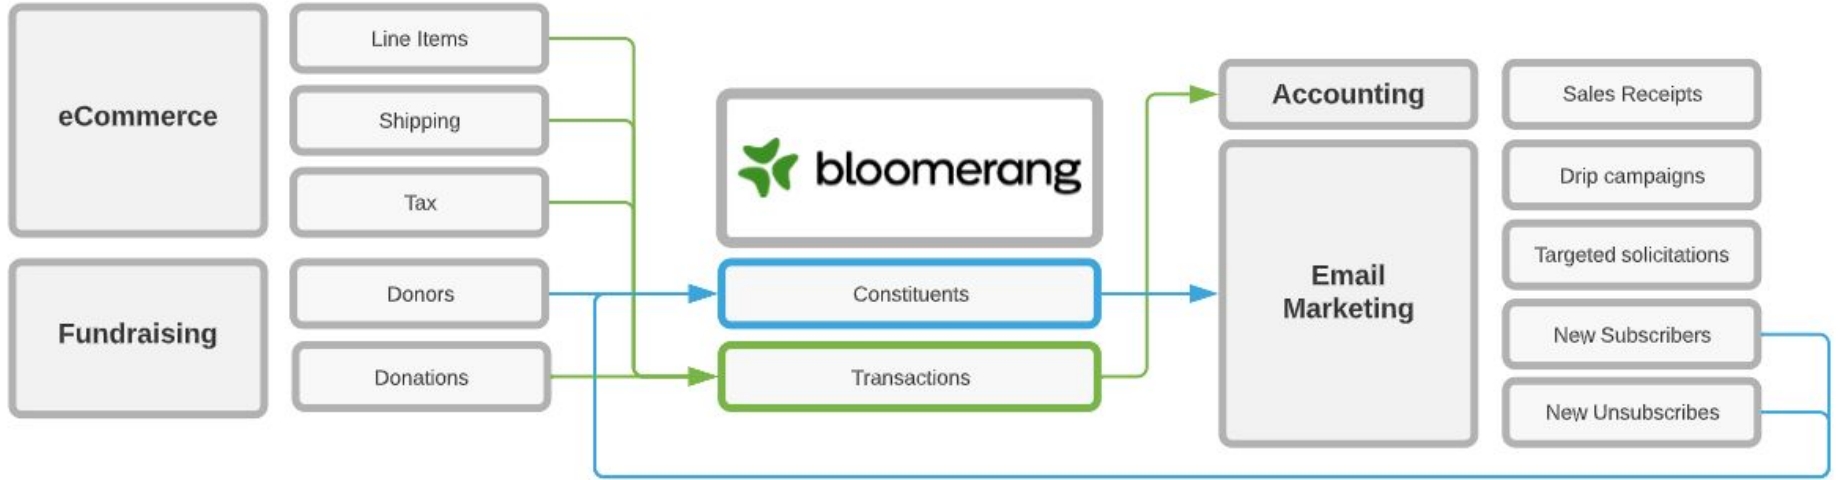 eCommerce
Line Items
Shipping
Tax
Fundraising
Donors
Donations
bloomerang
Constituents
Transactions
Accounting
Sales Receipts
Email
Marketing
Drip campaigns
Targeted solicitations
New Subscribers
New Unsubscribes